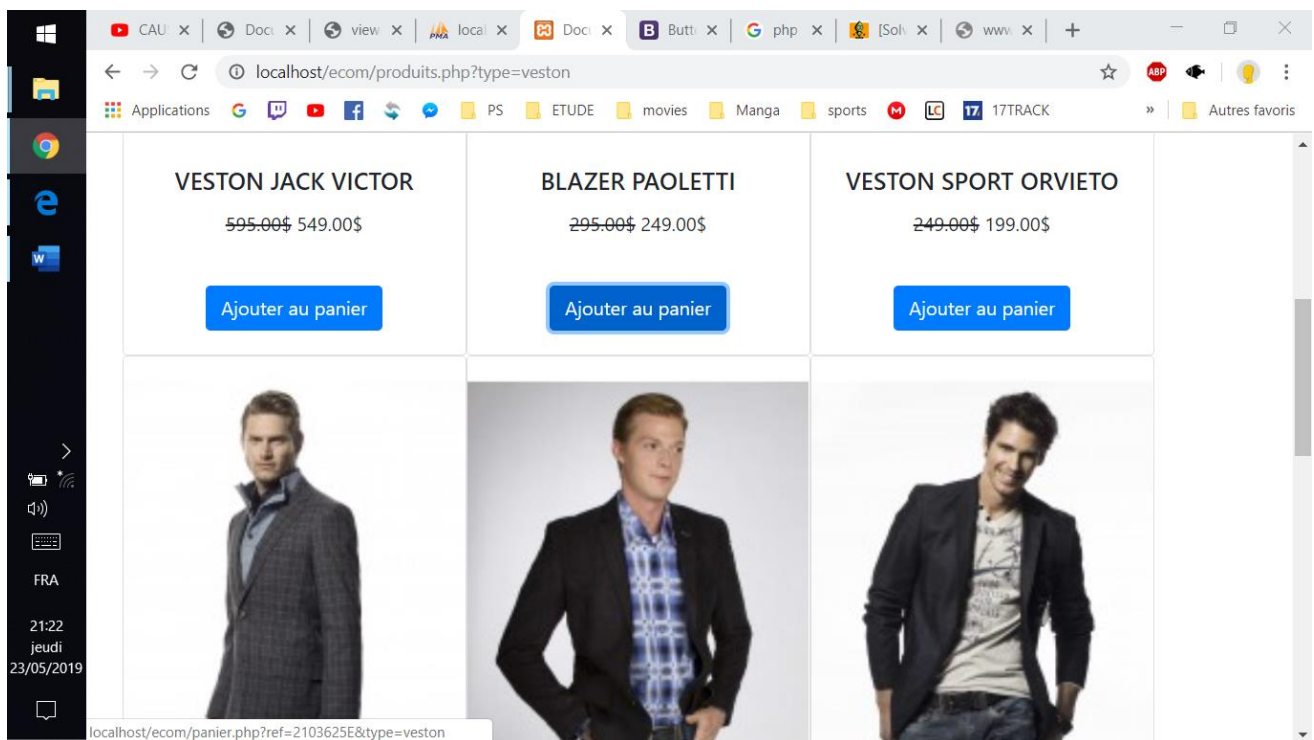 CAU
Docu
view
local
Docu
Butt
php
[Solv
www
localhost/ecom/produits.php?type=veston
ABP
Applications
PS
ETUDE
movies
Manga
sports
M
LC
17.
17TRACK
»
Autres favoris
VESTON JACK VICTOR
BLAZER PAOLETTI
VESTON SPORT ORVIETO
595.00$ 549.00$
295.00$ 249.00$
249.00$ 199.00$
Ajouter au panier
Ajouter au panier
Ajouter au panier
FRA
21:22
jeudi
23/05/2019
localhost/ecom/panier.php?ref=2103625E&type=veston